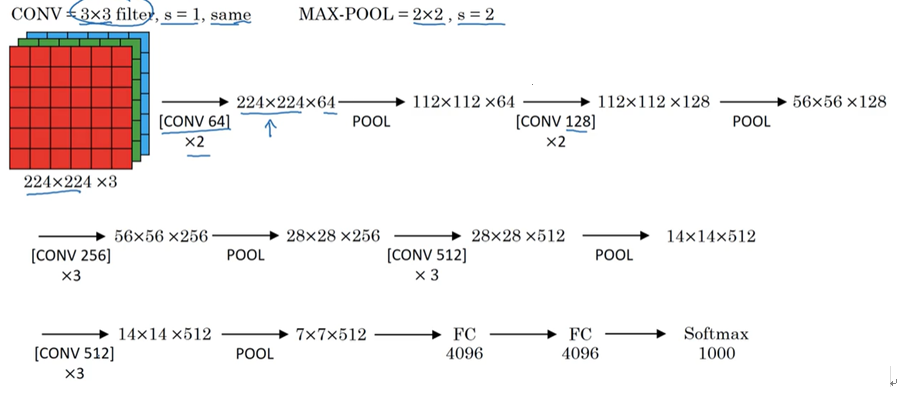 CONV = 3×3 filter, s = 1, same MAX-POOL = 2×2 , s = 2
224×224×64 112×112 ×64 112×112 ×128 56×56 ×128
[CONV 64] POOL [CONV 128] POOL
×2 ×2
224×224 ×3
56×56 ×256 28×28 ×256 28×28 ×512 14×14×512
[CONV 256] POOL [CONV 512] POOL
×3 × 3
14×14 ×512 7×7×512 FC FC Softmax
[CONV 512] POOL 4096 4096 1000
×3